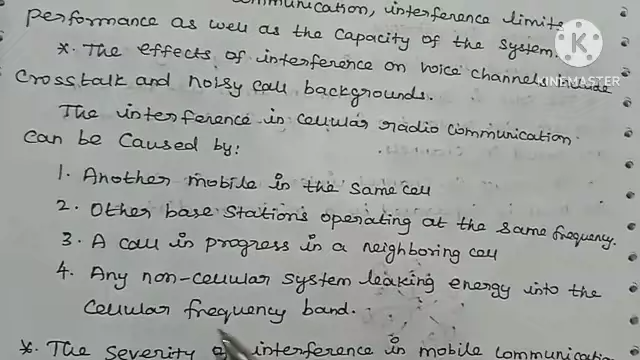 communication, interference limits
performance as well as the capacity of the system.
* The effects of interference on voice channels include
crosstalk and noisy call backgrounds.
The interference in cellular radio communication
can be caused by:
1. Another mobile in the same cell
2. Other base stations operating at the same frequency.
3. A call in progress in a neighboring cell
4. Any non-cellular system leaking energy into the
cellular frequency band.
* The severity of interference in mobile
K
KINEMASTER